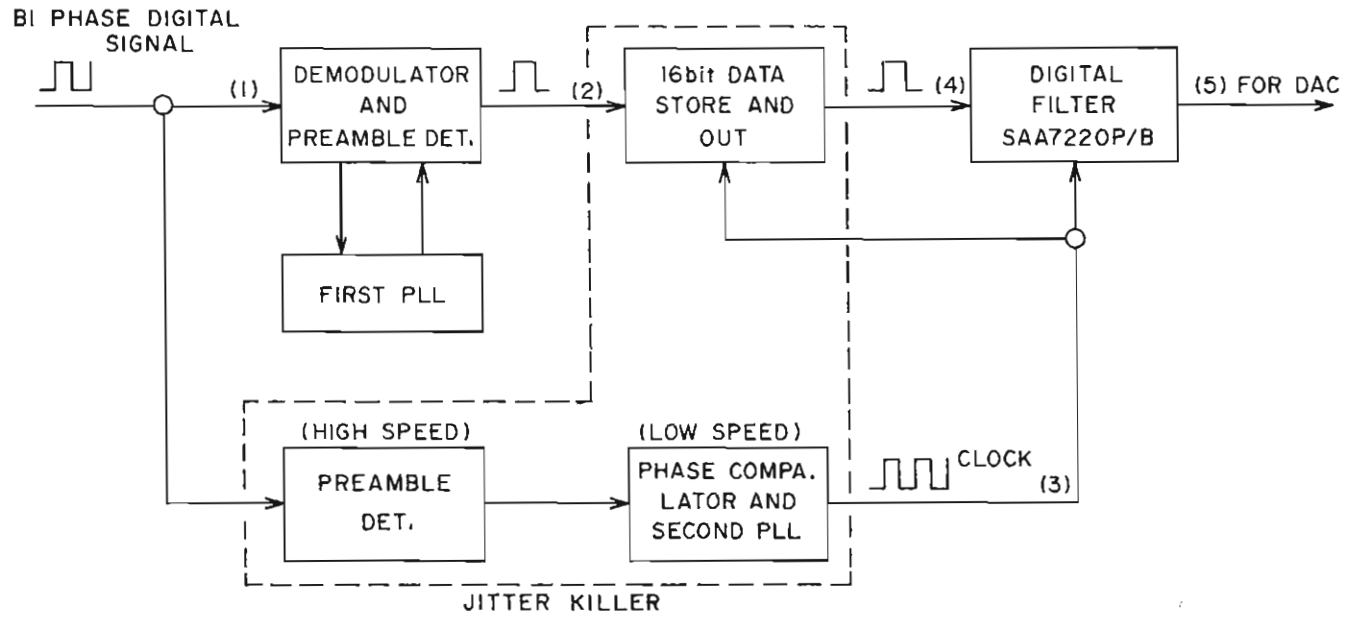 BI PHASE DIGITAL
SIGNAL
(1)
DEMODULATOR
AND
PREAMBLE DET.
(2)
16bit DATA
STORE AND
OUT
(4)
DIGITAL
FILTER
SAA7220P/B
(5) FOR DAC
FIRST PLL
(HIGH SPEED)
PREAMBLE
DET.
(LOW SPEED)
PHASE COMPA.
LATOR AND
SECOND PLL
CLOCK
(3)
JITTER KILLER